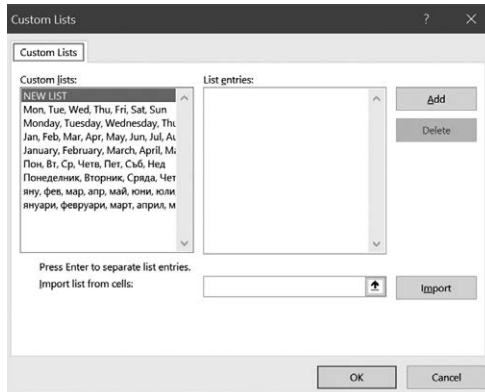 Custom Lists
?
Custom Lists
Custom lists:
NEW LIST
Mon, Tue, Wed, Thu, Fri, Sat, Sun
Monday, Tuesday, Wednesday, Thu
Jan, Feb, Mar, Apr, May, Jun, Jul, Au
January, February, March, April, Ma
Пон, Вт, Ср, Четв, Пет, Съб, Нед
Понеделник, Вторник, Сряда, Чет
яну, фев, мар, апр, май, юни, юли,
януари, февруари, март, април, м
List entries:
Add
Delete
Press Enter to separate list entries.
Import list from cells:
Import
OK
Cancel